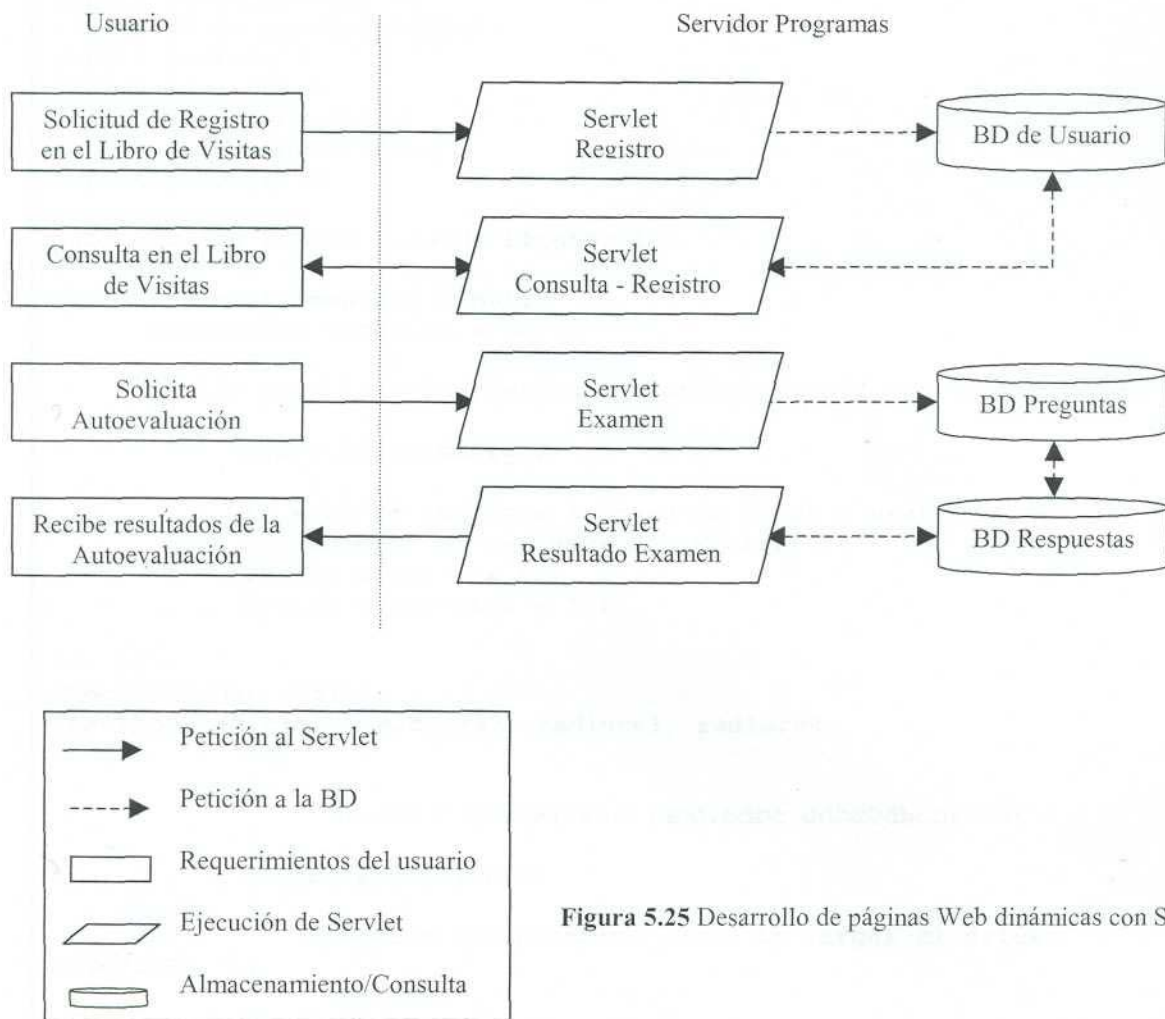 Usuario
Servidor Programas
Solicitud de Registro
en el Libro de Visitas
Servlet
Registro
BD de Usuario
Consulta en el Libro
de Visitas
Servlet
Consulta - Registro
Solicita
Autoevaluación
Servlet
Examen
BD Preguntas
Recibe resultados de la
Autoevaluación
Servlet
Resultado Examen
BD Respuestas
Petición al Servlet
Petición a la BD
Requerimientos del usuario
Ejecución de Servlet
Almacenamiento/Consulta
Figura 5.25 Desarrollo de páginas Web dinámicas con S